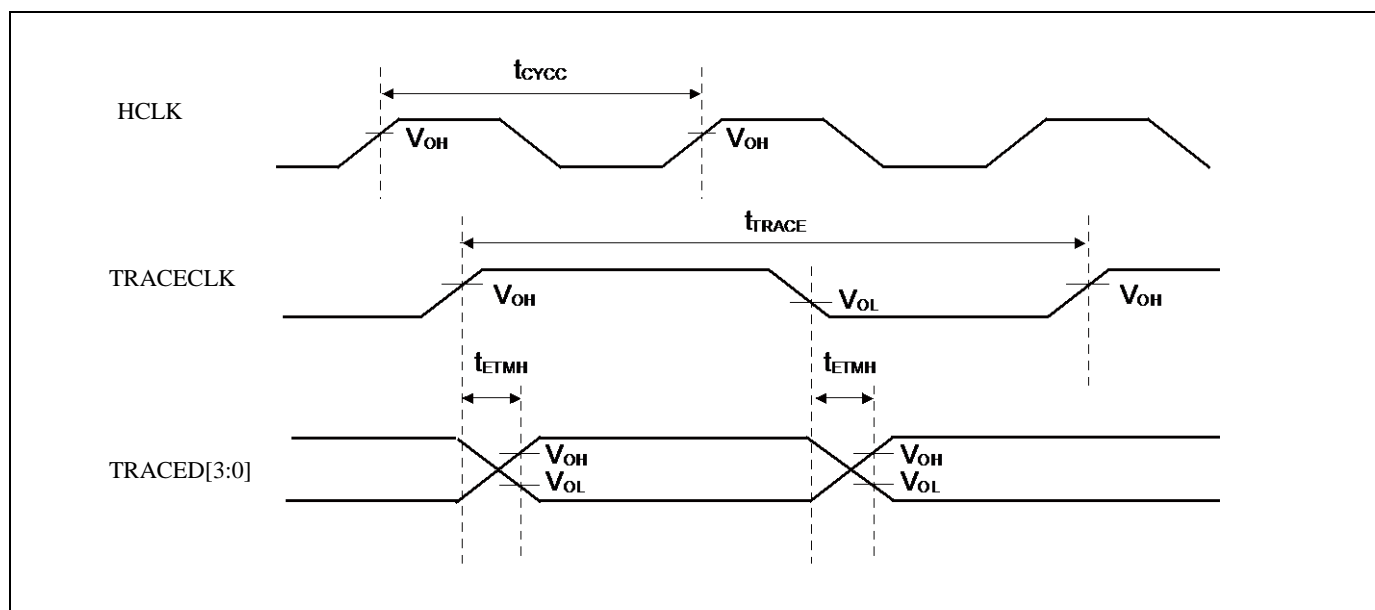 tCYCC
HCLK
VOH
VOH
tTRACE
TRACECLK
VOH
VOL
VOH
tETMH
tETMH
TRACED[3:0]
VOH
VOH
VOL
VOL